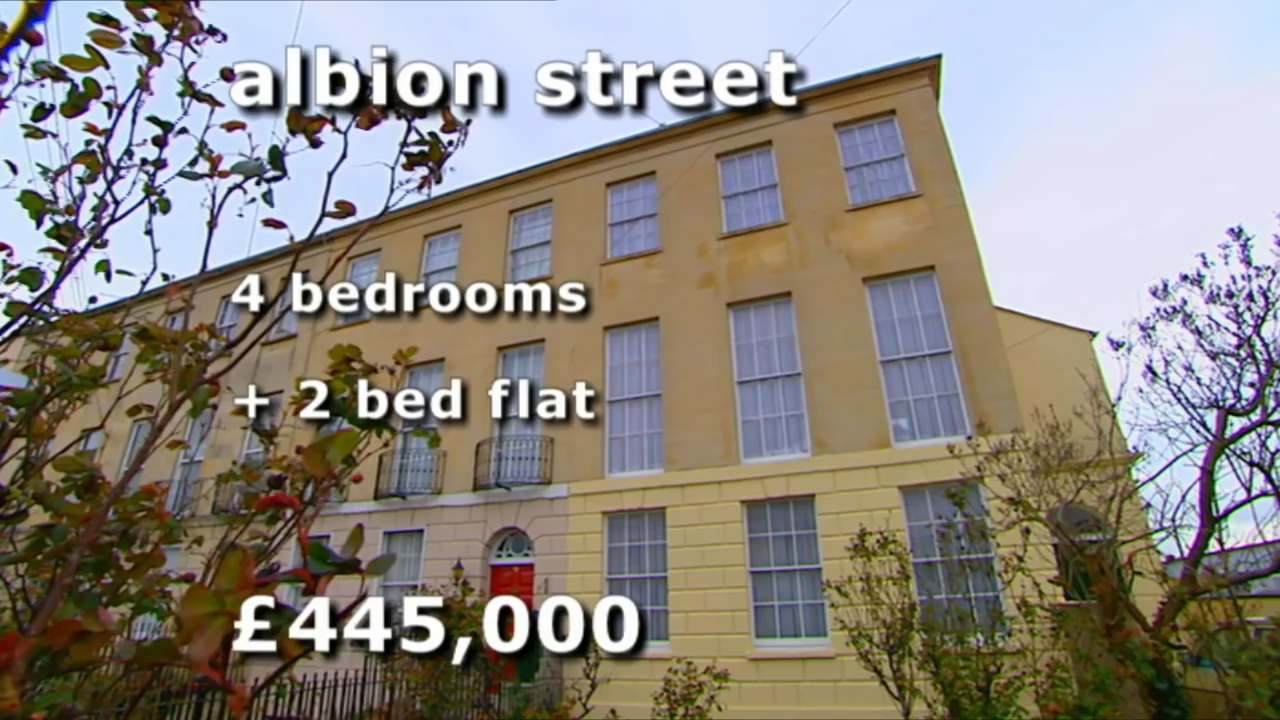 albion street
4 bedrooms
+ 2 bed flat
£445,000